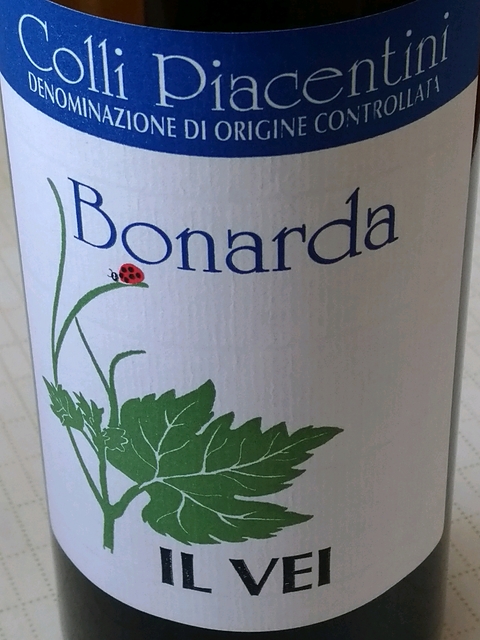 Colli Piacentini
DENOMINAZIONE DI ORIGINE CONTROLLATA
Bonarda
IL VEI